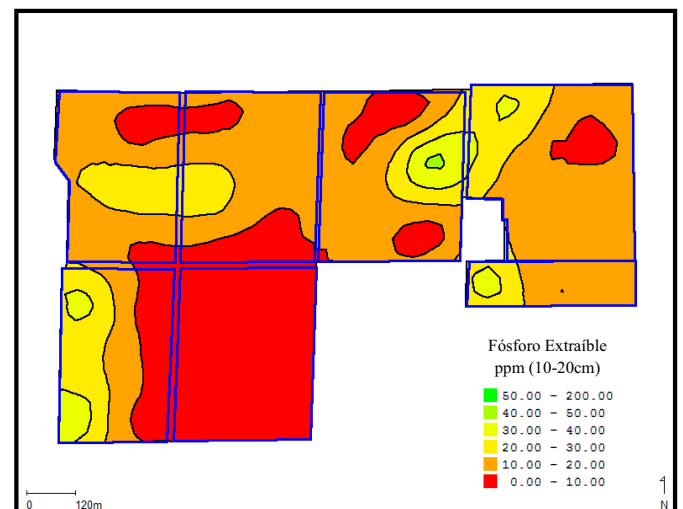 Fósforo Extraíble
ppm (10-20cm)
50.00 - 200.00
40.00 - 50.00
30.00 - 40.00
20.00 - 30.00
10.00 - 20.00
0.00 - 10.00
0 120m
N